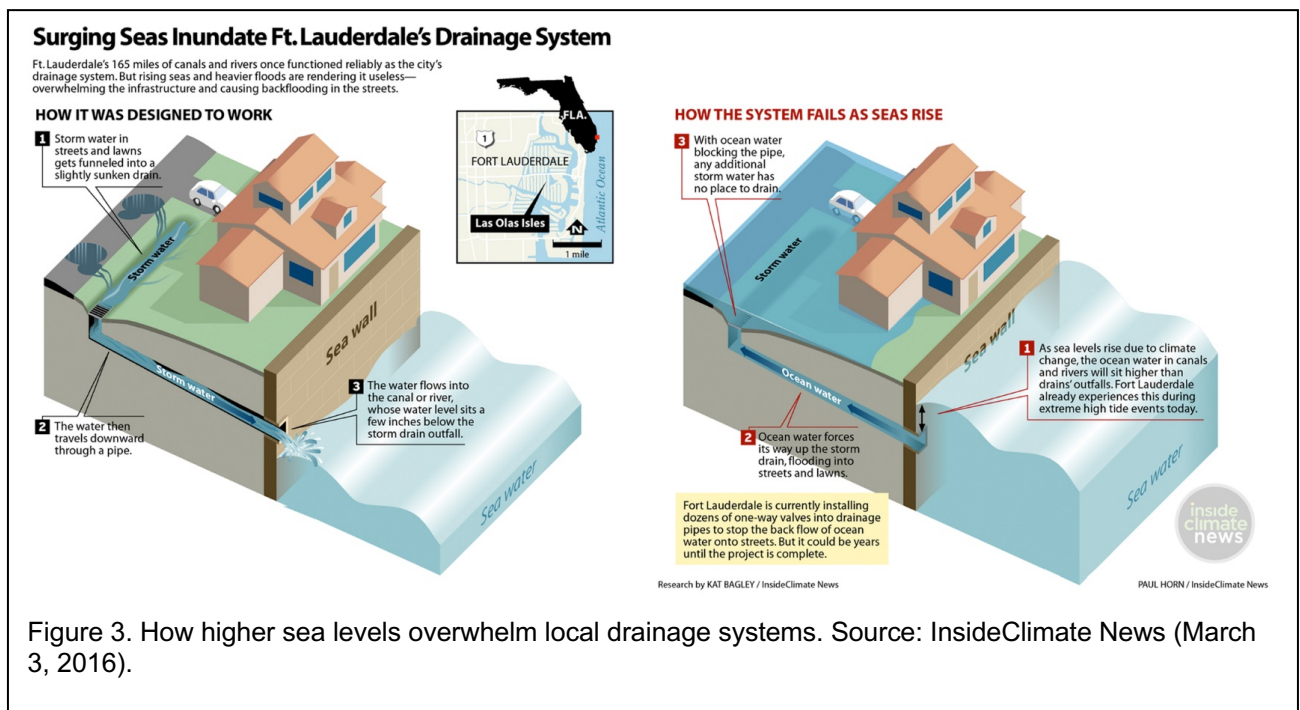 Surging Seas Inundate Ft. Lauderdale's Drainage System
Ft. Lauderdale's 165 miles of canals and rivers once functioned reliably as the city's
drainage system. But rising seas and heavier floods are rendering it useless—
overwhelming the infrastructure and causing backflooding in the streets.
HOW IT WAS DESIGNED TO WORK
1 Storm water in
streets and lawns
gets funneled into a
slightly sunken drain.
Storm water
Sea wall
Storm water
2 The water then
travels downward
through a pipe.
3 The water flows into
the canal or river,
whose water level sits a
few inches below the
storm drain outfall.
Sea water
FLA.
1
FORT LAUDERDALE
Atlantic Ocean
Las Olas Isles
N
1 mile
HOW THE SYSTEM FAILS AS SEAS RISE
3 With ocean water
blocking the pipe,
any additional
storm water has
no place to drain.
Storm water
Sea wall
1 As sea levels rise due to climate
change, the ocean water in canals
and rivers will sit higher than
drains' outfalls. Fort Lauderdale
already experiences this during
extreme high tide events today.
Ocean water
2 Ocean water forces
its way up the storm
drain, flooding into
streets and lawns.
Sea water
Fort Lauderdale is currently installing
dozens of one-way valves into drainage
pipes to stop the back flow of ocean
water onto streets. But it could be years
until the project is complete.
inside
climate
news
Research by KAT BAGLEY / InsideClimate News
PAUL HORN / InsideClimate News
Figure 3. How higher sea levels overwhelm local drainage systems. Source: InsideClimate News (March
3, 2016).